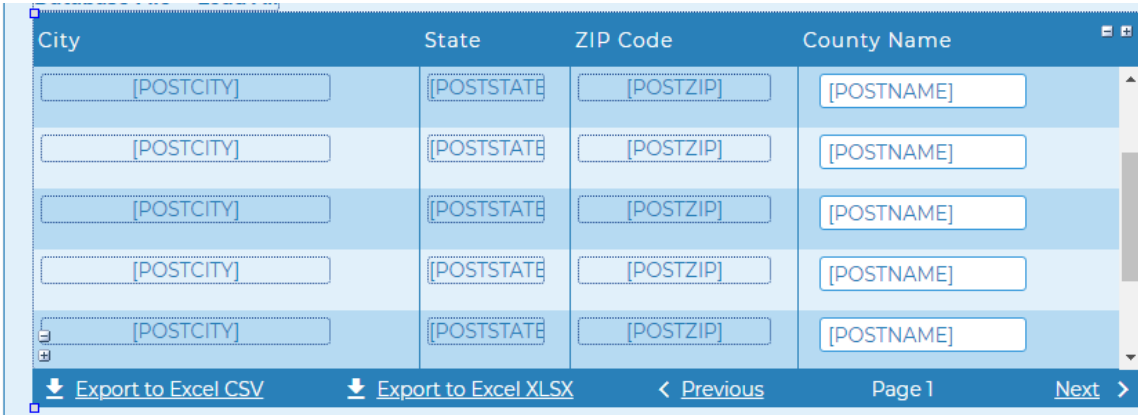 City State ZIP Code County Name
[POSTCITY] [POSTSTATE [POSTZIP] [POSTNAME]
[POSTCITY] [POSTSTATE [POSTZIP] [POSTNAME]
[POSTCITY] [POSTSTATE [POSTZIP] [POSTNAME]
[POSTCITY] [POSTSTATE [POSTZIP] [POSTNAME]
[POSTCITY] [POSTSTATE [POSTZIP] [POSTNAME]
Export to Excel CSV Export to Excel XLSX Previous Page 1 Next